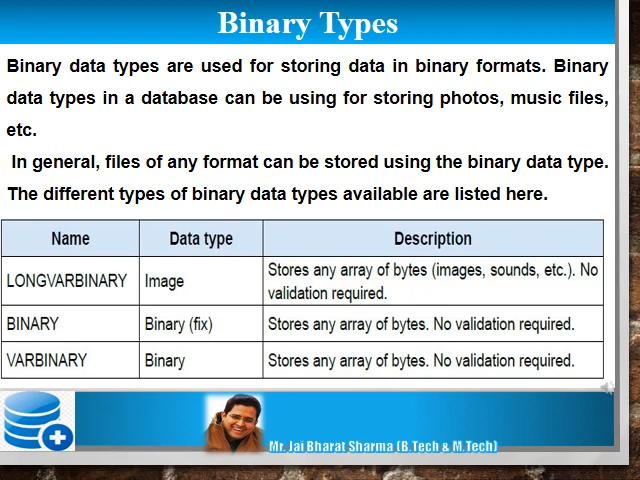 Binary Types
Binary data types are used for storing data in binary formats. Binary
data types in a database can be using for storing photos, music files,
etc.
In general, files of any format can be stored using the binary data type.
The different types of binary data types available are listed here.
Name Data type Description
LONGVARBINARY Image Stores any array of bytes (images, sounds, etc.). No
validation required.
BINARY Binary (fix) Stores any array of bytes. No validation required.
VARBINARY Binary Stores any array of bytes. No validation required.
Mr. Jai Bharat Sharma (B.Tech & M.Tech)